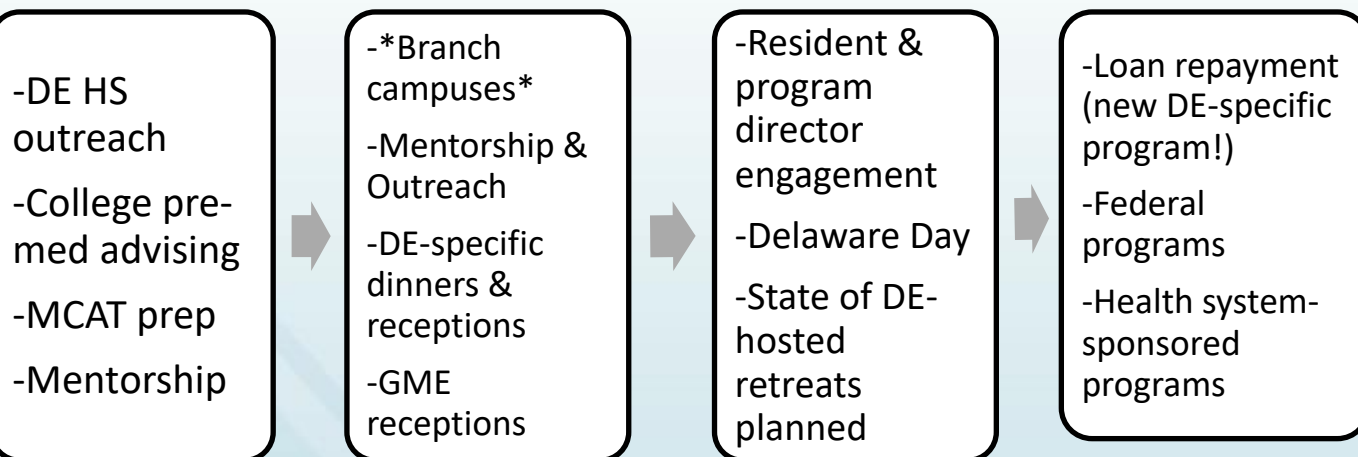 -DE HS
outreach
-College pre-
med advising
-MCAT prep
-Mentorship
-*Branch
campuses*
-Mentorship &
Outreach
-DE-specific
dinners &
receptions
-GME
receptions
-Resident &
program
director
engagement
-Delaware Day
-State of DE-
hosted
retreats
planned
-Loan repayment
(new DE-specific
program!)
-Federal
programs
-Health system-
sponsored
programs